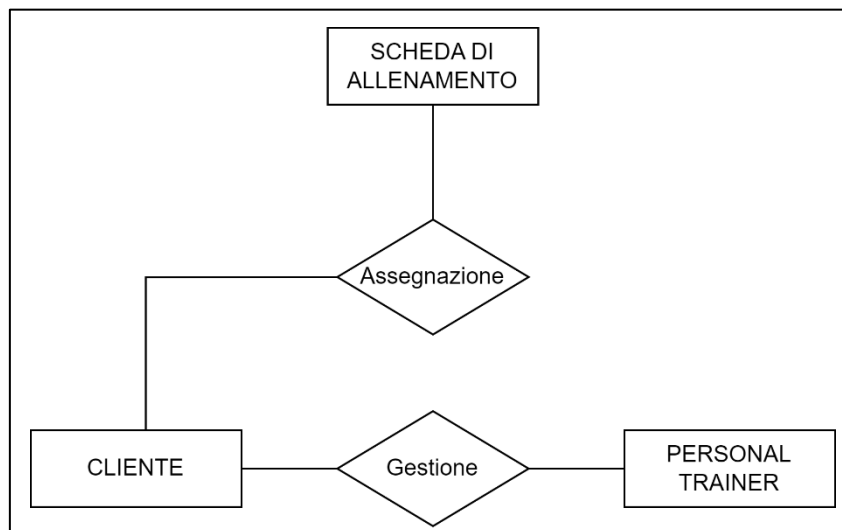 SCHEDA DI
ALLENAMENTO
Assegnazione
CLIENTE
Gestione
PERSONAL
TRAINER